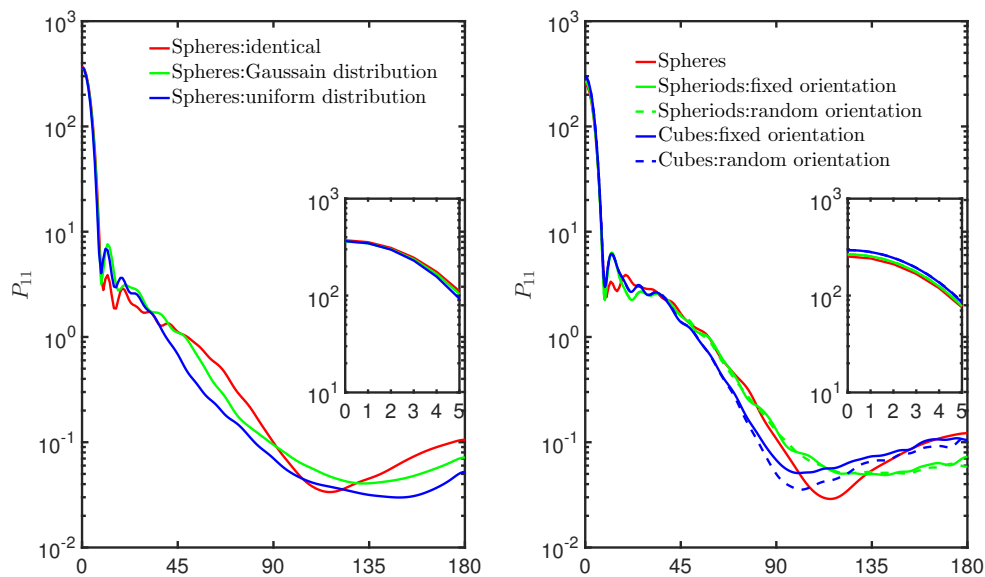 10^3
10^2
10^1
10^0
10^-1
10^-2
P_11
0 45 90 135 180
Spheres:identical
Spheres:Gaussain distribution
Spheres:uniform distribution
10^3
10^2
10^1
0 1 2 3 4 5
10^3
10^2
10^1
10^0
10^-1
10^-2
P_11
0 45 90 135 180
Spheres
Spheriods:fixed orientation
Spheriods:random orientation
Cubes:fixed orientation
Cubes:random orientation
10^3
10^2
10^1
0 1 2 3 4 5